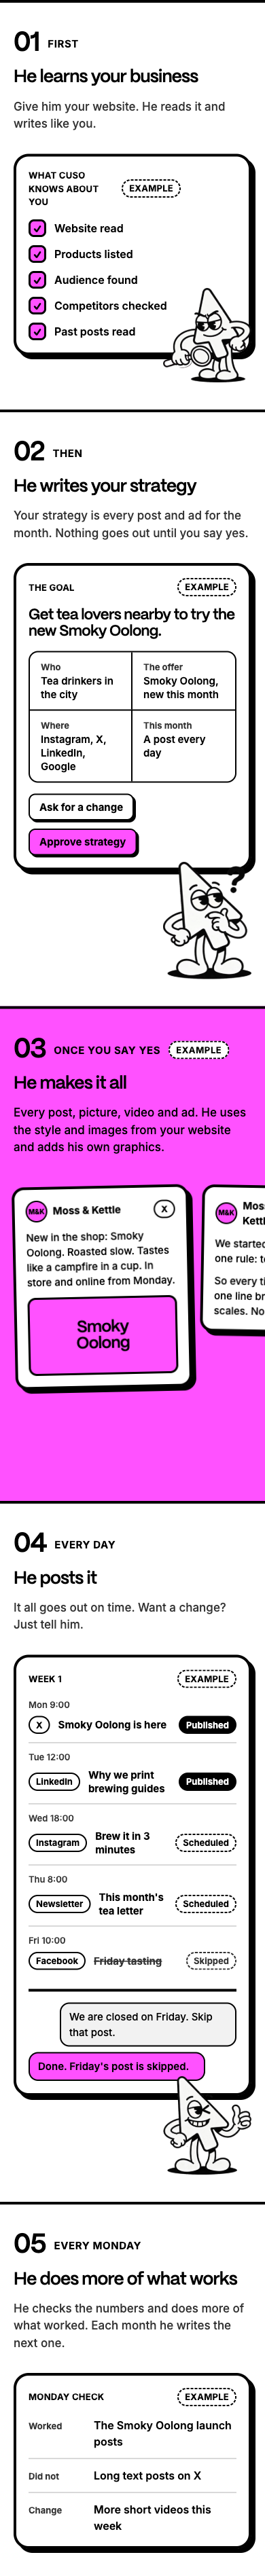 01 FIRST
He learns your business
Give him your website. He reads it and
writes like you.
WHAT CUSO
KNOWS ABOUT
YOU
EXAMPLE
Website read
Products listed
Audience found
Competitors checked
Past posts read
02 THEN
He writes your strategy
Your strategy is every post and ad for the
month. Nothing goes out until you say yes.
THE GOAL
EXAMPLE
Get tea lovers nearby to try the
new Smoky Oolong.
Who
Tea drinkers in
the city
The offer
Smoky Oolong,
new this month
Where
Instagram, X,
LinkedIn,
Google
This month
A post every
day
Ask for a change
Approve strategy
?
03 ONCE YOU SAY YES EXAMPLE
He makes it all
Every post, picture, video and ad. He uses
the style and images from your website
and adds his own graphics.
M&K Moss & Kettle X
New in the shop: Smoky
Oolong. Roasted slow. Tastes
like a campfire in a cup. In
store and online from Monday.
Smoky
Oolong
M&K
Moss
Kettl
We started
one rule: t
So every ti
one line br
scales. No
04 EVERY DAY
He posts it
It all goes out on time. Want a change?
Just tell him.
WEEK 1 EXAMPLE
Mon 9:00
X Smoky Oolong is here Published
Tue 12:00
LinkedIn
Why we print
brewing guides
Published
Wed 18:00
Instagram
Brew it in 3
minutes
Scheduled
Thu 8:00
Newsletter
This month's
tea letter
Scheduled
Fri 10:00
Facebook Friday tasting Skipped
We are closed on Friday. Skip
that post.
Done. Friday's post is skipped.
05 EVERY MONDAY
He does more of what works
He checks the numbers and does more of
what worked. Each month he writes the
next one.
MONDAY CHECK EXAMPLE
Worked
The Smoky Oolong launch
posts
Did not Long text posts on X
Change
More short videos this
week